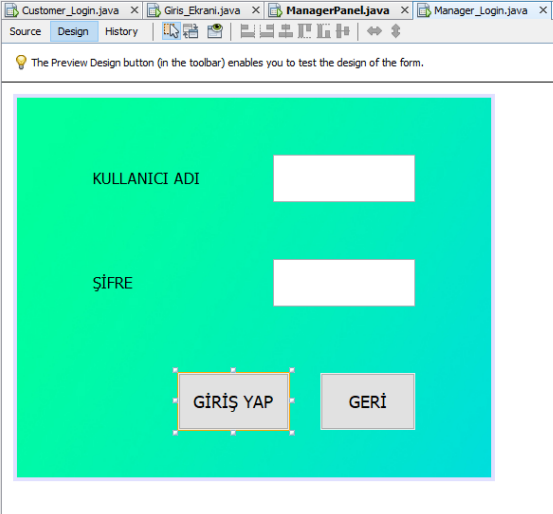 Customer_Login.java Giris_Ekrani.java ManagerPanel.java Manager_Login.java
Source Design History
The Preview Design button (in the toolbar) enables you to test the design of the form.
KULLANICI ADI
ŞİFRE
GİRİŞ YAP GERİ